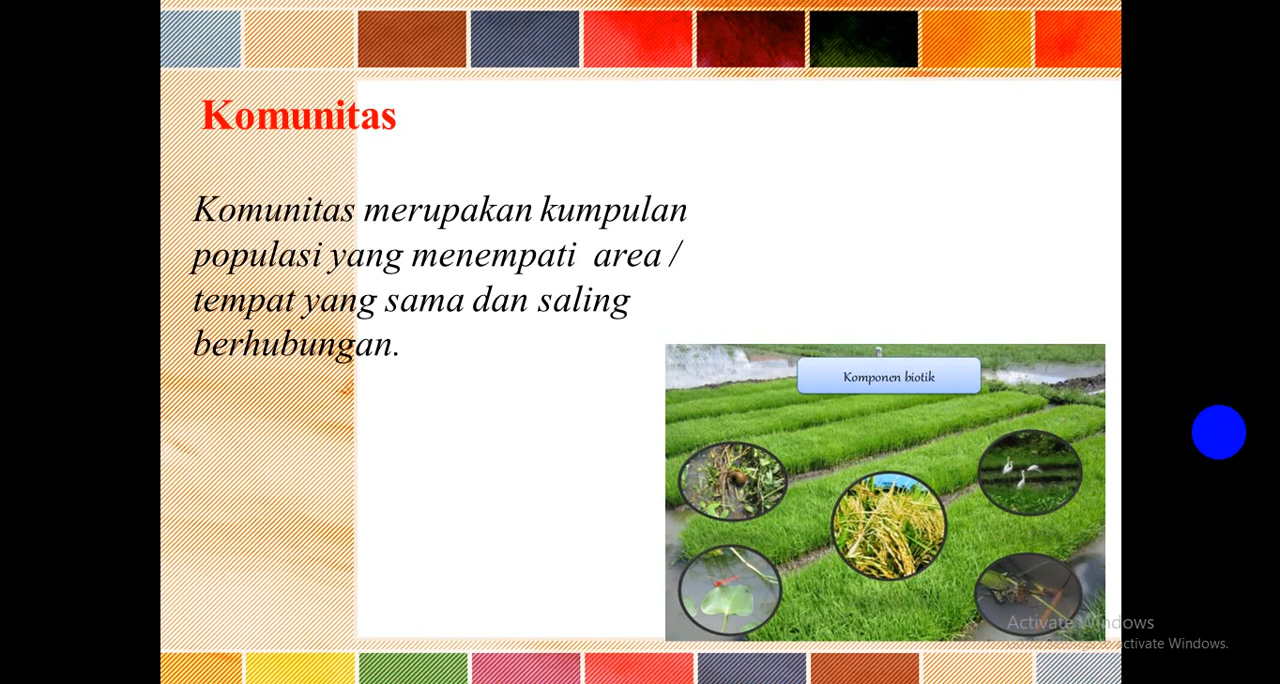 Komunitas
Komunitas merupakan kumpulan
populasi yang menempati area /
tempat yang sama dan saling
berhubungan.
Komponen biotik
Activate Windows
activate Windows.